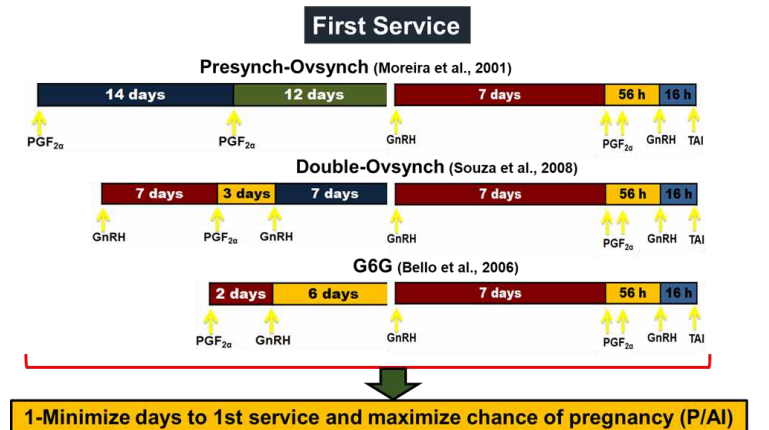 First Service
Presynch-Ovsynch (Moreira et al., 2001)
14 days 12 days 7 days 56 h 16 h
PGF2α PGF2α GnRH PGF2α GnRH TAI
Double-Ovsynch (Souza et al., 2008)
7 days 3 days 7 days 7 days 56 h 16 h
GnRH PGF2α GnRH GnRH PGF2α GnRH TAI
G6G (Bello et al., 2006)
2 days 6 days 7 days 56 h 16 h
PGF2α GnRH GnRH PGF2α GnRH TAI
1-Minimize days to 1st service and maximize chance of pregnancy (P/AI)